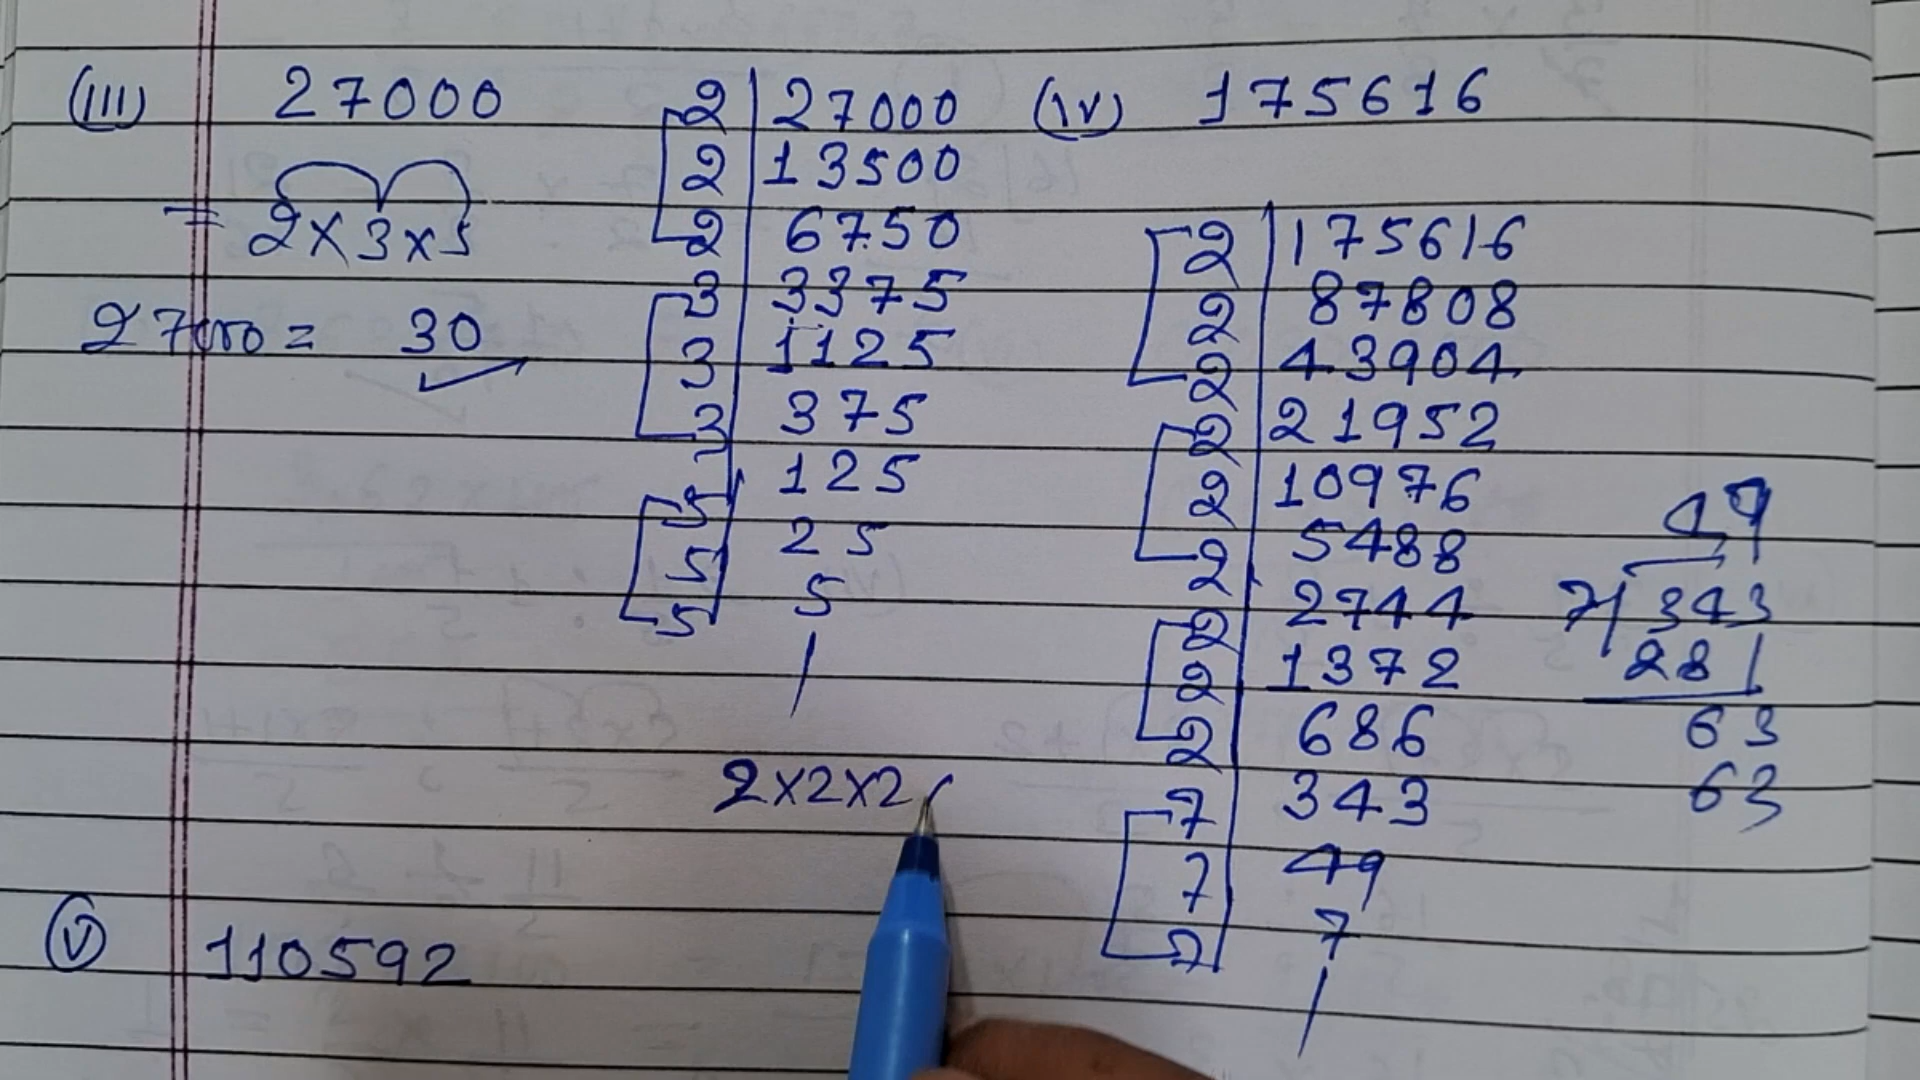 (III) 27000
= 2×3×5
27000 = 30
2 | 27000
2 | 13500
2 | 6750
3 | 3375
3 | 1125
3 | 375
5 | 125
5 | 25
5 | 5
1
(IV) 175616
2 | 175616
2 | 87808
2 | 43904
2 | 21952
2 | 10976
2 | 5488
2 | 2744
2 | 1372
2 | 686
7 | 343
7 | 49
7 | 7
1
49
7) 343
28
63
63
2×2×2
(V) 110592